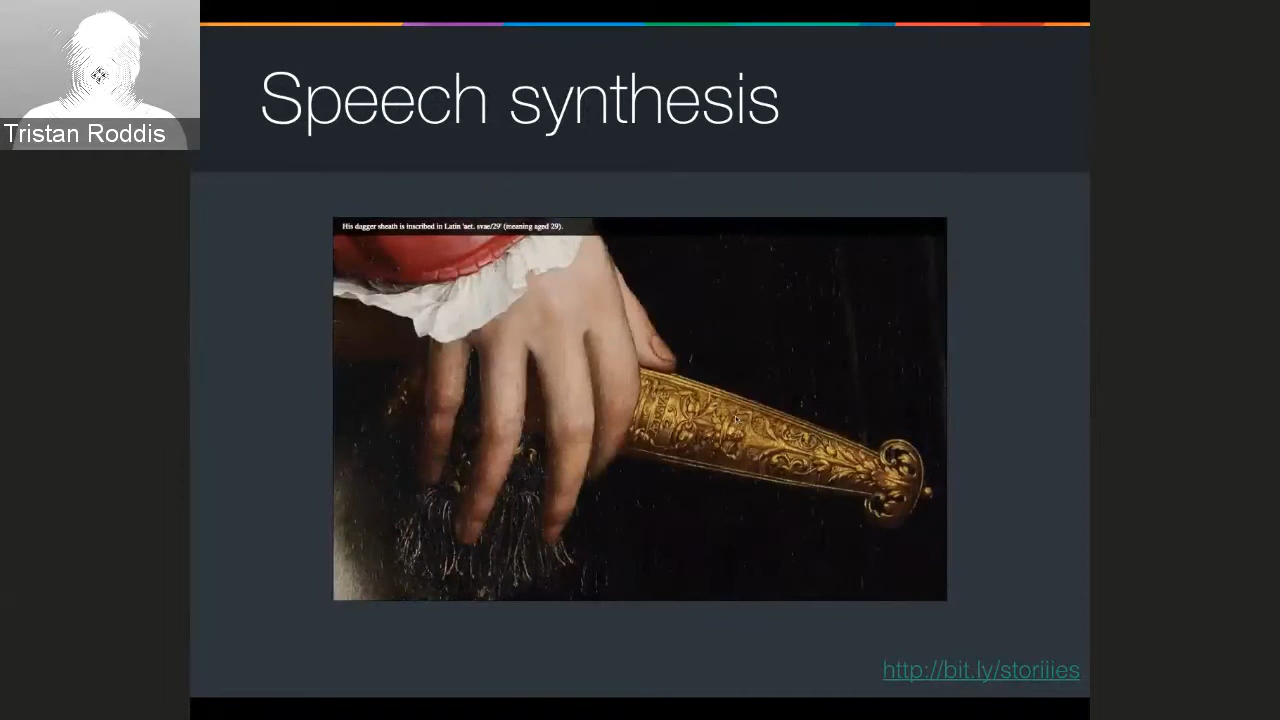 Speech synthesis
Tristan Roddis
His dagger sheath is inscribed in Latin 'aet. svae/29' (meaning aged 29).
http://bit.ly/storiiies